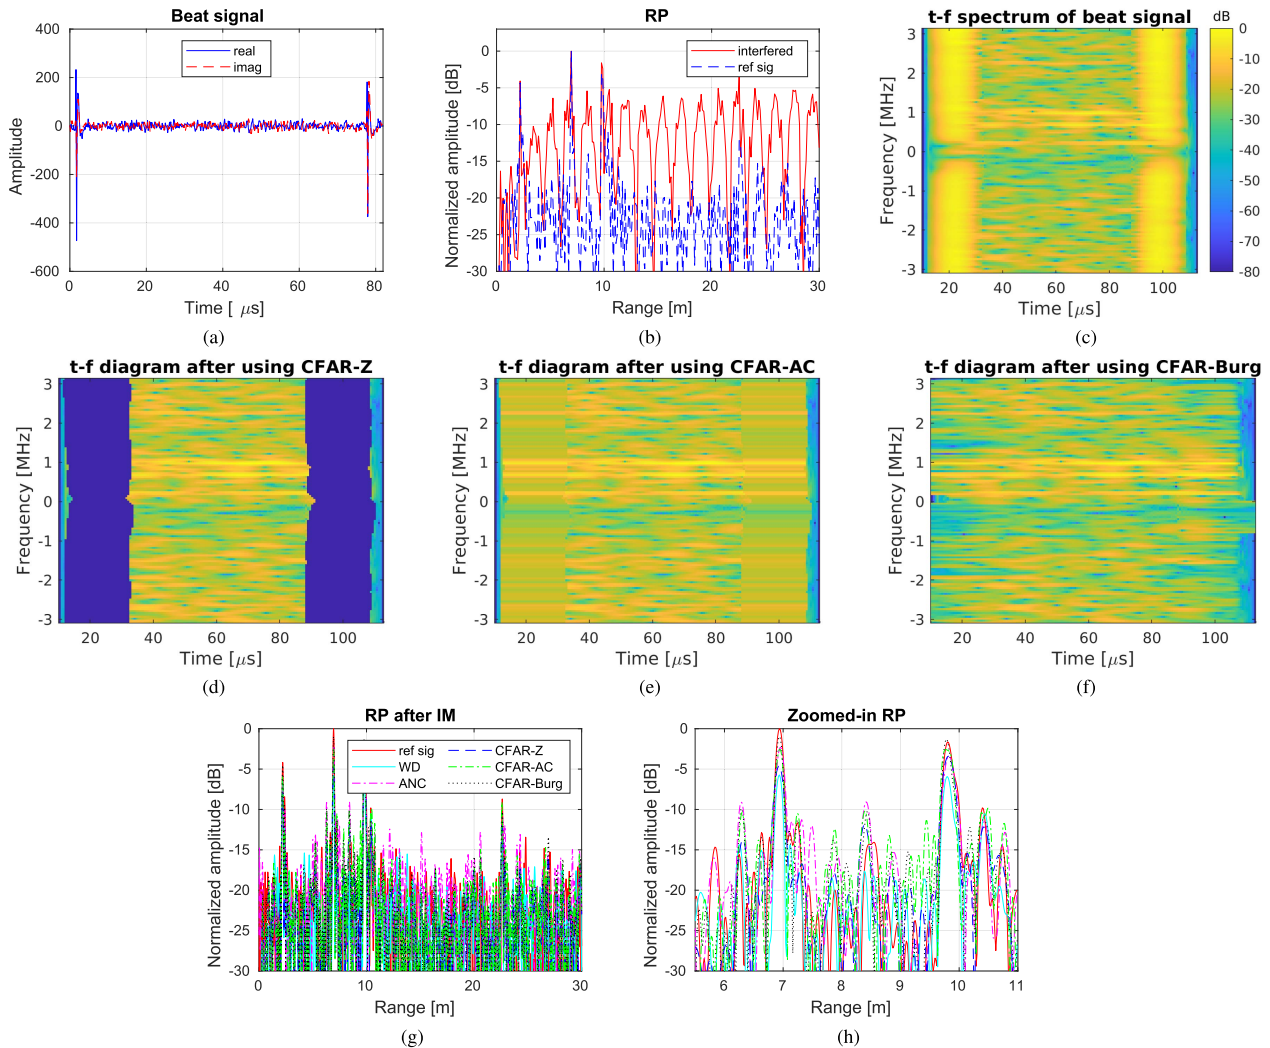 Beat signal
400
200
0
-200
-400
-600
0 20 40 60 80
Amplitude
Time [ μs]
real
imag
(a)
RP
0
-5
-10
-15
-20
-25
-30
0 10 20 30
Normalized amplitude [dB]
Range [m]
interfered
ref sig
(b)
t-f spectrum of beat signal
3
2
1
0
-1
-2
-3
20 40 60 80 100
Frequency [MHz]
Time [μs]
dB
0
-10
-20
-30
-40
-50
-60
-70
-80
(c)
t-f diagram after using CFAR-Z
3
2
1
0
-1
-2
-3
20 40 60 80 100
Frequency [MHz]
Time [μs]
(d)
t-f diagram after using CFAR-AC
3
2
1
0
-1
-2
-3
20 40 60 80 100
Frequency [MHz]
Time [μs]
(e)
t-f diagram after using CFAR-Burg
3
2
1
0
-1
-2
-3
20 40 60 80 100
Frequency [MHz]
Time [μs]
(f)
RP after IM
0
-5
-10
-15
-20
-25
-30
0 10 20 30
Normalized amplitude [dB]
Range [m]
ref sig
WD
ANC
CFAR-Z
CFAR-AC
CFAR-Burg
(g)
Zoomed-in RP
0
-5
-10
-15
-20
-25
-30
6 7 8 9 10 11
Normalized amplitude [dB]
Range [m]
(h)